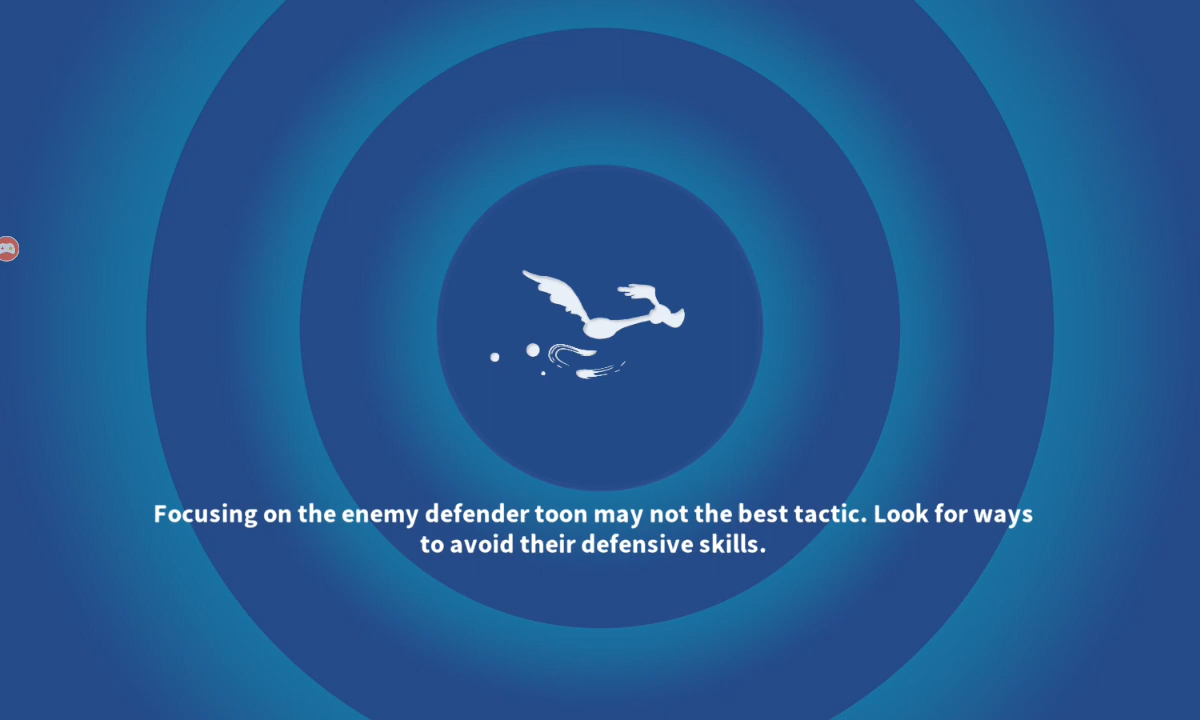 Focusing on the enemy defender toon may not the best tactic. Look for ways
to avoid their defensive skills.